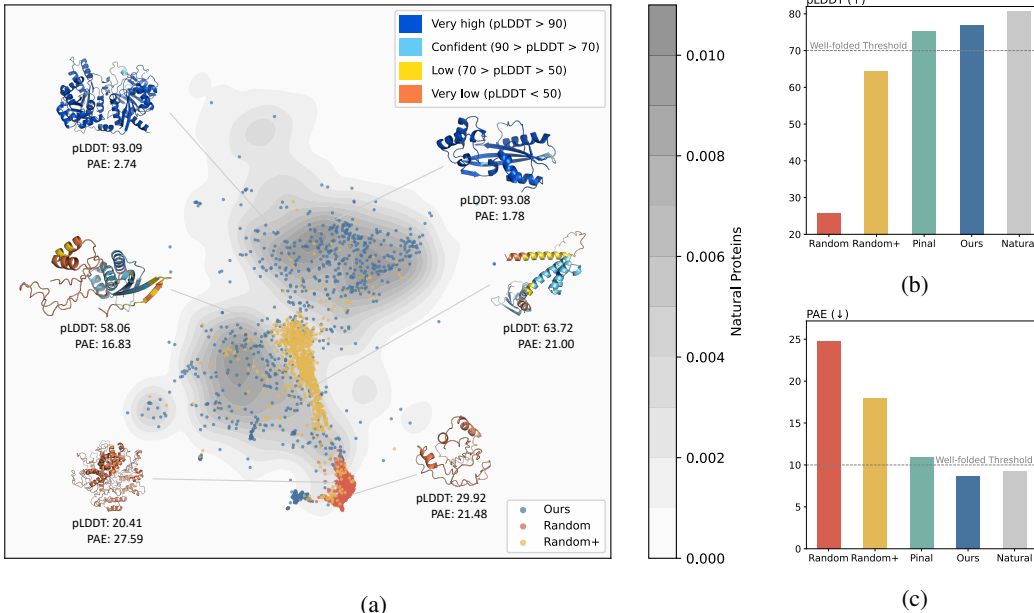 Very high (pLDDT > 90)
Confident (90 > pLDDT > 70)
Low (70 > pLDDT > 50)
Very low (pLDDT < 50)
pLDDT: 93.09
PAE: 2.74
pLDDT: 93.08
PAE: 1.78
pLDDT: 58.06
PAE: 16.83
pLDDT: 63.72
PAE: 21.00
pLDDT: 20.41
PAE: 27.59
pLDDT: 29.92
PAE: 21.48
Ours
Random
Random+
(a)
0.010
0.008
0.006
0.004
0.002
0.000
Natural Proteins
pLDDT (↑)
80
70
60
50
40
30
20
Well-folded Threshold
Random
Random+
Pinal
Ours
Natural
(b)
PAE (↓)
25
20
15
10
5
0
Well-folded Threshold
Random
Random+
Pinal
Ours
Natural
(c)